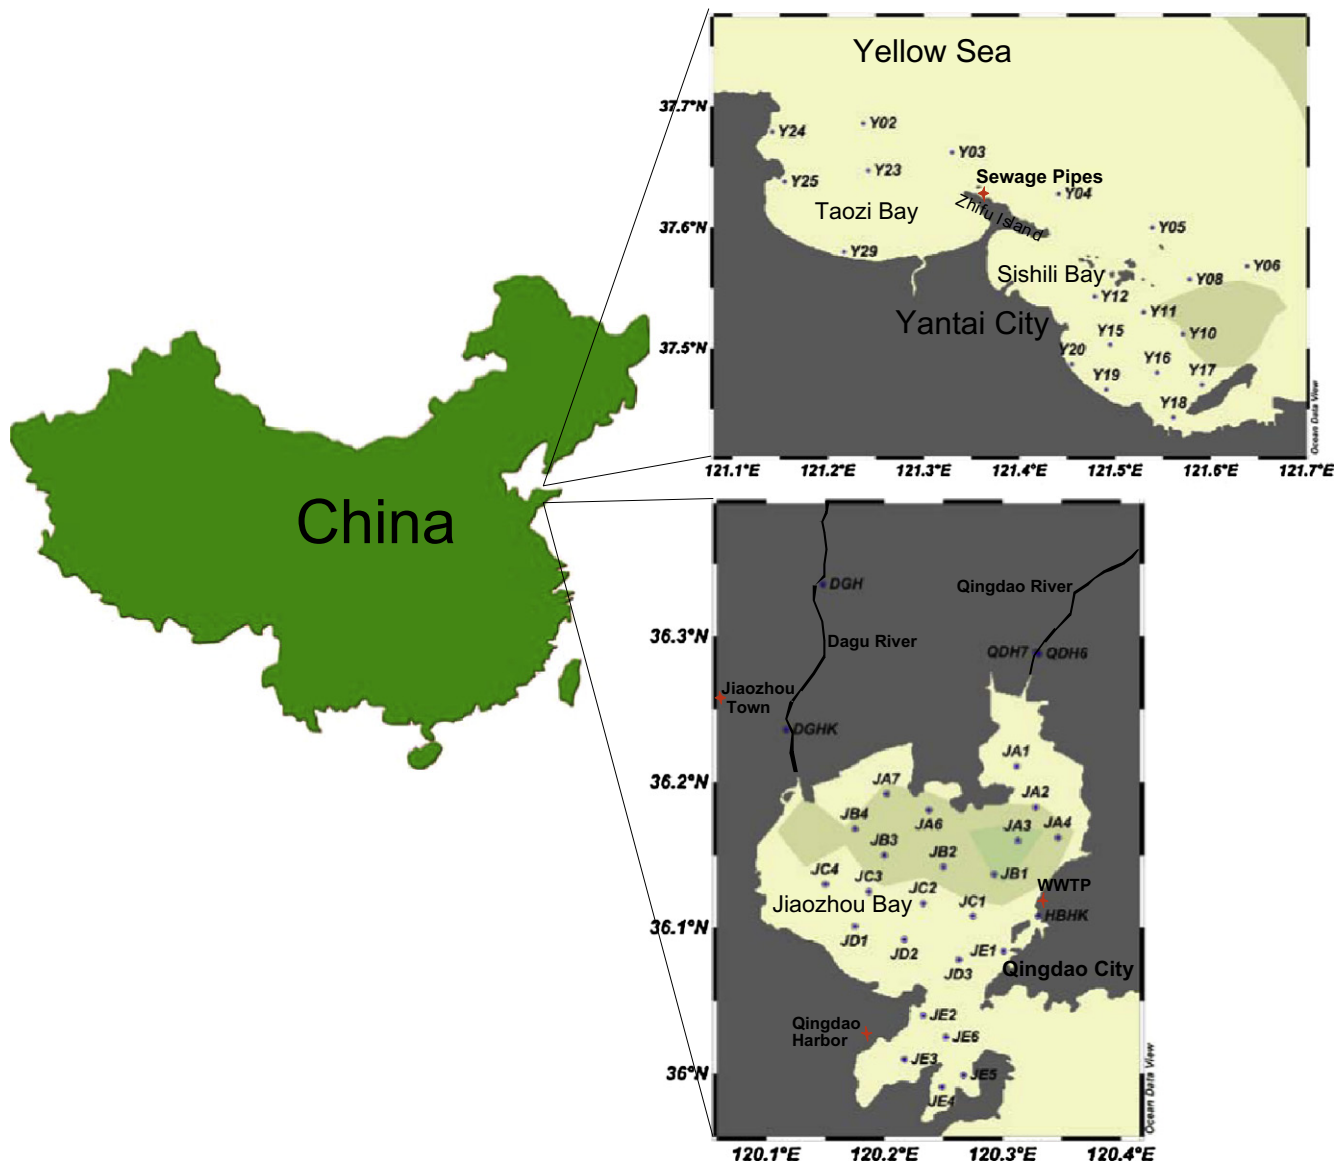 China
Yellow Sea
37.7°N
37.6°N
37.5°N
Y24
Y02
Y03
Y23
Y25
Sewage Pipes
Y04
Taozi Bay
Zhifu Island
Y05
Y29
Sishili Bay
Y06
Y08
Y12
Yantai City
Y11
Y15
Y10
Y20
Y16
Y19
Y17
Y18
Ocean Data View
121.1°E
121.2°E
121.3°E
121.4°E
121.5°E
121.6°E
121.7°E
DGH
Qingdao River
36.3°N
Dagu River
QDH7
QDH6
Jiaozhou
Town
DGHK
JA1
36.2°N
JA7
JA2
JB4
JA6
JA3
JA4
JB3
JB2
JC4
JC3
JB1
WWTP
JC2
JC1
Jiaozhou Bay
HBHK
36.1°N
JD1
JD2
JE1
JD3
Qingdao City
Qingdao
Harbor
JE2
JE6
JE3
36°N
JE5
JE4
Ocean Data View
120.1°E
120.2°E
120.3°E
120.4°E